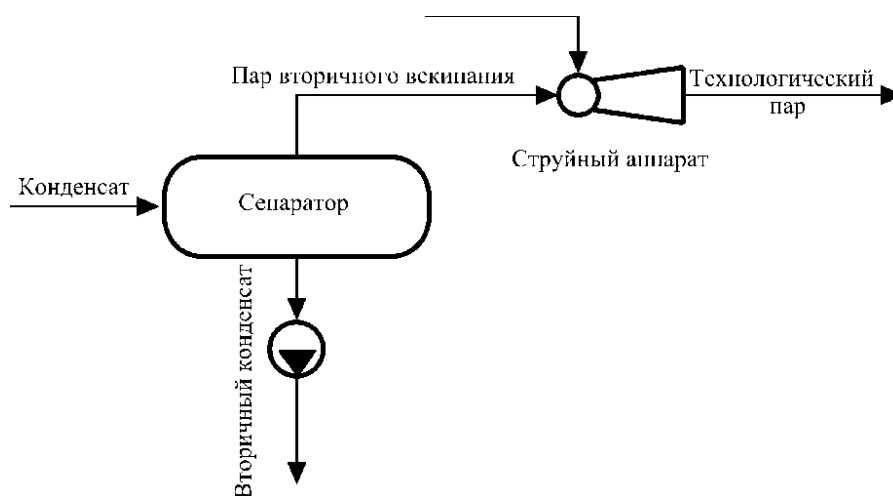 Пар вторичного вскипания
Технологический
пар
Струйный аппарат
Конденсат
Сепаратор
Вторичный конденсат